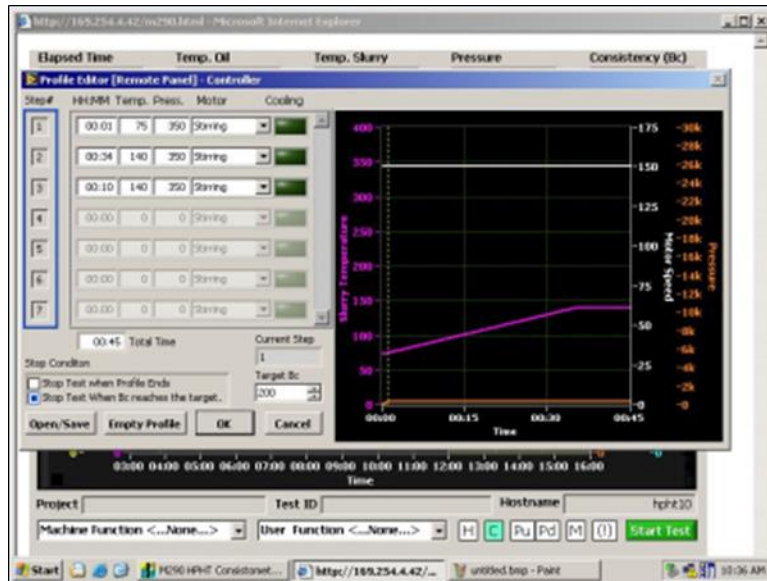 http://169.254.4.42/m290.html - Microsoft Internet Explorer
Elapsed Time Temp. Oil Temp. Slurry Pressure Consistency (Bc)
Profile Editor [Remote Panel] - Controller
Step# HH:MM Temp. Press. Motor Cooling
1 00:01 75 350 Stirring
2 00:34 140 350 Stirring
3 00:10 140 350 Stirring
4 00:00 0 0 Stirring
5 00:00 0 0 Stirring
6 00:00 0 0 Stirring
7 00:00 0 0 Stirring
00:45 Total Time
Current Step
1
Stop Conditon
Stop Test when Profile Ends
Stop Test When Bc reaches the target.
Target Bc
200
Open/Save Empty Profile OK Cancel
Slurry Temperature
400
350
300
250
200
150
100
50
0
175
150
125
100
75
50
25
0
Motor Speed
30k
28k
26k
24k
22k
20k
18k
16k
14k
12k
10k
8k
6k
4k
2k
0
Pressure
00:00 00:15 00:30 00:45
Time
03:00 04:00 05:00 06:00 07:00 08:00 09:00 10:00 11:00 12:00 13:00 14:00 15:00 16:00
Time
Project Test ID Hostname hpht10
Machine Function <...None...> User Function <...None...> H C Pu Pd M (!) Start Test
Start M290 HPHT Consistomet... http://169.254.4.42/... untitled.bmp - Paint 10:36 AM